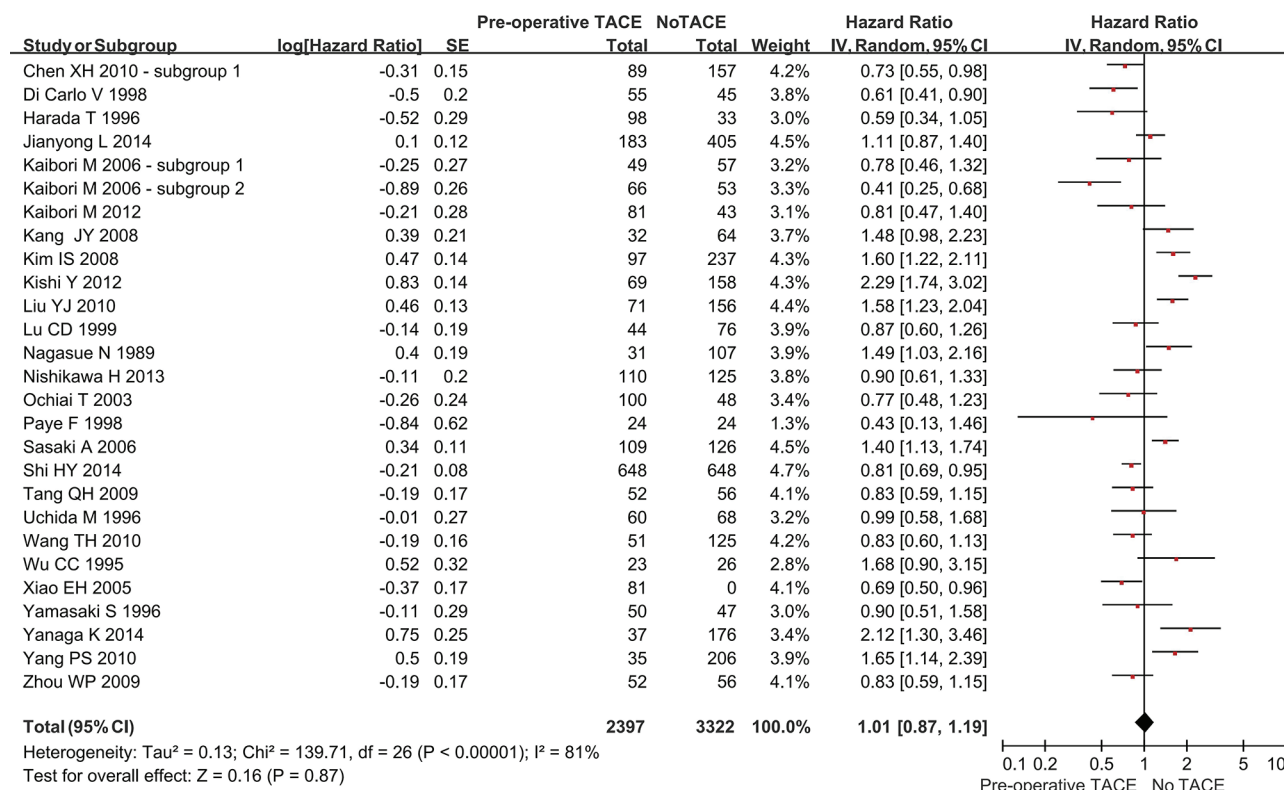 Pre-operative TACE NoTACE Hazard Ratio Hazard Ratio
Study or Subgroup log[Hazard Ratio] SE Total Total Weight IV, Random, 95% CI IV, Random, 95% CI
Chen XH 2010 - subgroup 1 -0.31 0.15 89 157 4.2% 0.73 [0.55, 0.98]
Di Carlo V 1998 -0.5 0.2 55 45 3.8% 0.61 [0.41, 0.90]
Harada T 1996 -0.52 0.29 98 33 3.0% 0.59 [0.34, 1.05]
Jianyong L 2014 0.1 0.12 183 405 4.5% 1.11 [0.87, 1.40]
Kaibori M 2006 - subgroup 1 -0.25 0.27 49 57 3.2% 0.78 [0.46, 1.32]
Kaibori M 2006 - subgroup 2 -0.89 0.26 66 53 3.3% 0.41 [0.25, 0.68]
Kaibori M 2012 -0.21 0.28 81 43 3.1% 0.81 [0.47, 1.40]
Kang JY 2008 0.39 0.21 32 64 3.7% 1.48 [0.98, 2.23]
Kim IS 2008 0.47 0.14 97 237 4.3% 1.60 [1.22, 2.11]
Kishi Y 2012 0.83 0.14 69 158 4.3% 2.29 [1.74, 3.02]
Liu YJ 2010 0.46 0.13 71 156 4.4% 1.58 [1.23, 2.04]
Lu CD 1999 -0.14 0.19 44 76 3.9% 0.87 [0.60, 1.26]
Nagasue N 1989 0.4 0.19 31 107 3.9% 1.49 [1.03, 2.16]
Nishikawa H 2013 -0.11 0.2 110 125 3.8% 0.90 [0.61, 1.33]
Ochiai T 2003 -0.26 0.24 100 48 3.4% 0.77 [0.48, 1.23]
Paye F 1998 -0.84 0.62 24 24 1.3% 0.43 [0.13, 1.46]
Sasaki A 2006 0.34 0.11 109 126 4.5% 1.40 [1.13, 1.74]
Shi HY 2014 -0.21 0.08 648 648 4.7% 0.81 [0.69, 0.95]
Tang QH 2009 -0.19 0.17 52 56 4.1% 0.83 [0.59, 1.15]
Uchida M 1996 -0.01 0.27 60 68 3.2% 0.99 [0.58, 1.68]
Wang TH 2010 -0.19 0.16 51 125 4.2% 0.83 [0.60, 1.13]
Wu CC 1995 0.52 0.32 23 26 2.8% 1.68 [0.90, 3.15]
Xiao EH 2005 -0.37 0.17 81 0 4.1% 0.69 [0.50, 0.96]
Yamasaki S 1996 -0.11 0.29 50 47 3.0% 0.90 [0.51, 1.58]
Yanaga K 2014 0.75 0.25 37 176 3.4% 2.12 [1.30, 3.46]
Yang PS 2010 0.5 0.19 35 206 3.9% 1.65 [1.14, 2.39]
Zhou WP 2009 -0.19 0.17 52 56 4.1% 0.83 [0.59, 1.15]
Total (95% CI) 2397 3322 100.0% 1.01 [0.87, 1.19]
Heterogeneity: Tau² = 0.13; Chi² = 139.71, df = 26 (P < 0.00001); I² = 81%
Test for overall effect: Z = 0.16 (P = 0.87)
0.1 0.2 0.5 1 2 5 10
Pre-operative TACE No TACE